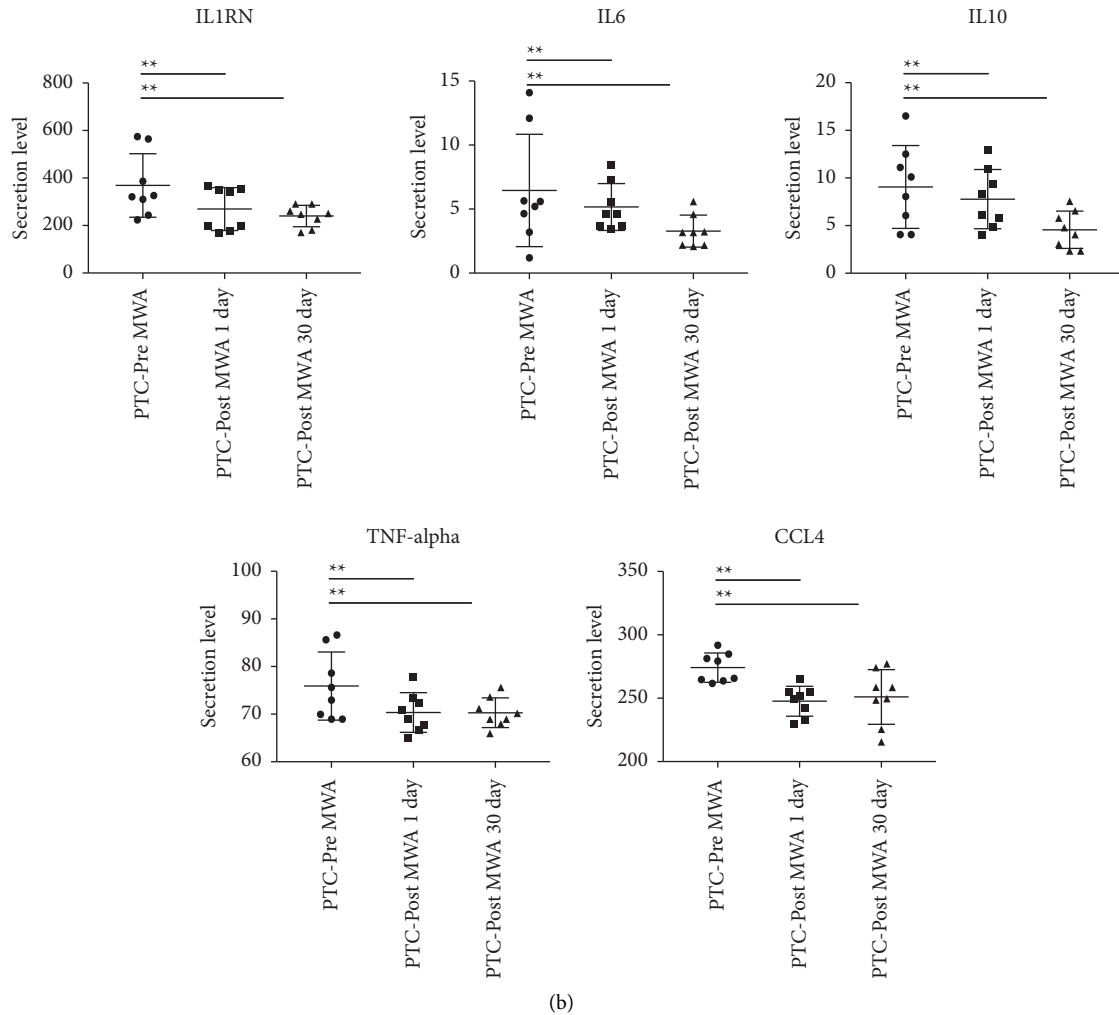 IL1RN
**
**
800
600
400
200
0
Secretion level
PTC-Pre MWA
PTC-Post MWA 1 day
PTC-Post MWA 30 day
IL6
**
**
15
10
5
0
Secretion level
PTC-Pre MWA
PTC-Post MWA 1 day
PTC-Post MWA 30 day
IL10
**
**
20
15
10
5
0
Secretion level
PTC-Pre MWA
PTC-Post MWA 1 day
PTC-Post MWA 30 day
TNF-alpha
**
**
100
90
80
70
60
Secretion level
PTC-Pre MWA
PTC-Post MWA 1 day
PTC-Post MWA 30 day
CCL4
**
**
350
300
250
200
Secretion level
PTC-Pre MWA
PTC-Post MWA 1 day
PTC-Post MWA 30 day
(b)